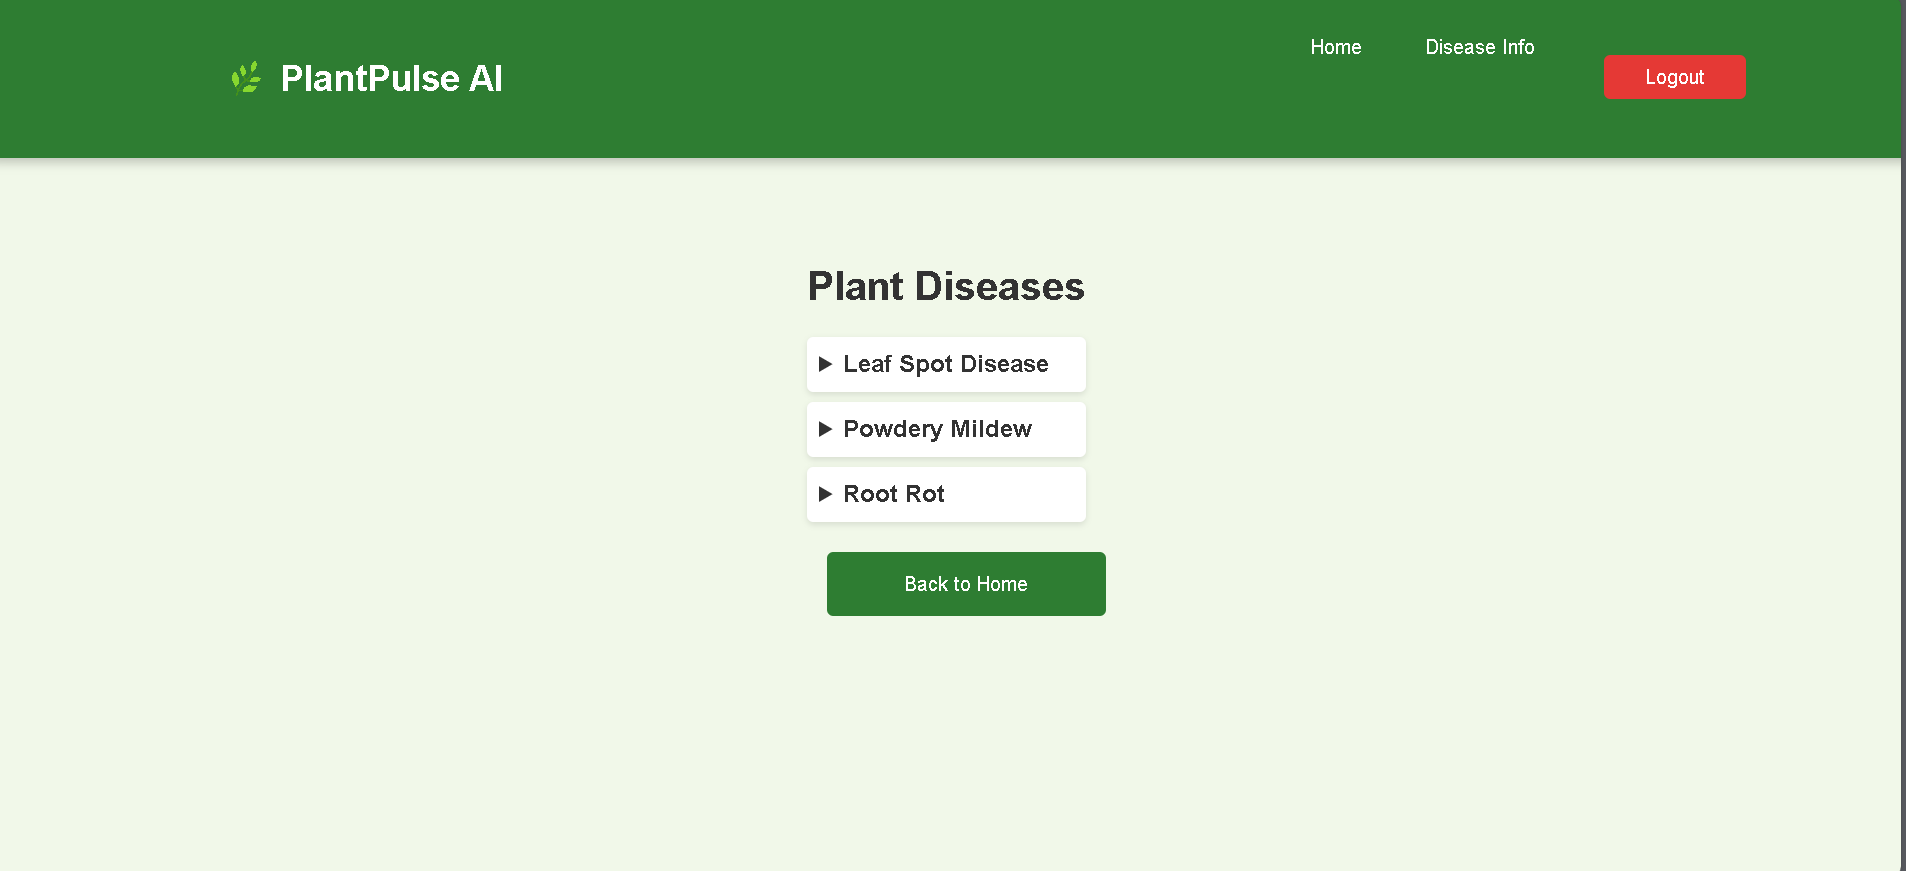 PlantPulse AI
Home
Disease Info
Logout
Plant Diseases
Leaf Spot Disease
Powdery Mildew
Root Rot
Back to Home